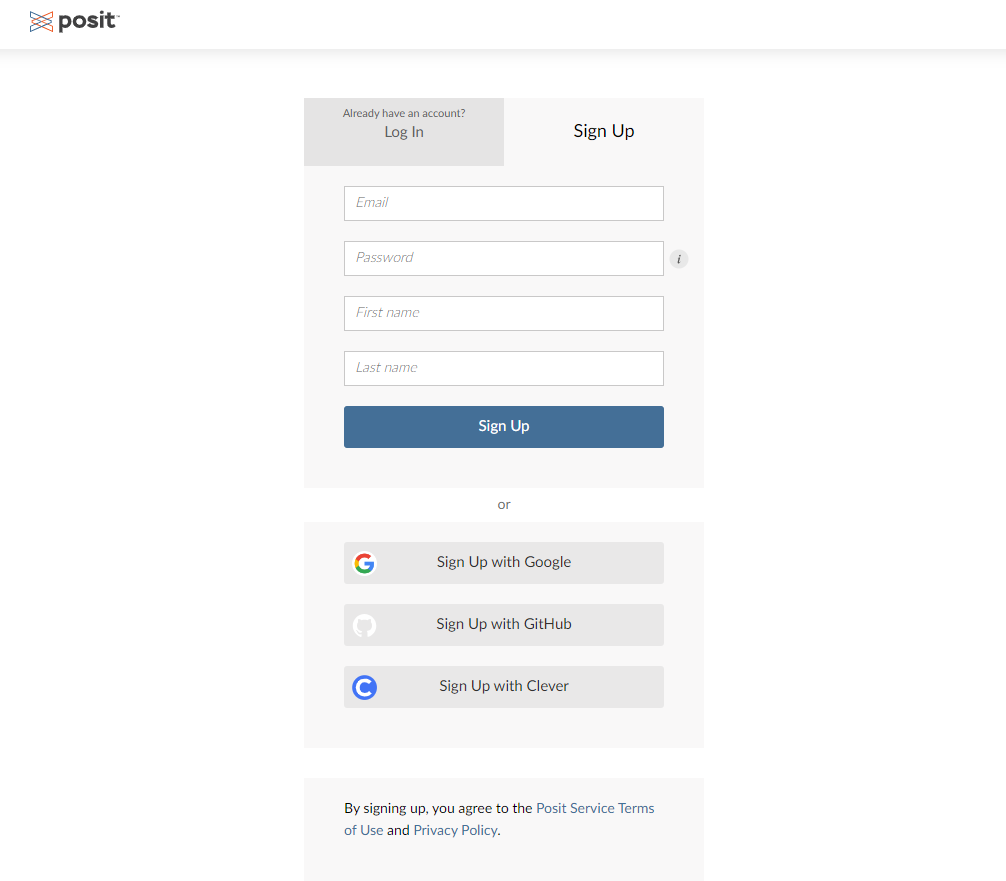 posit™
Already have an account?
Log In
Sign Up
Email
Password
i
First name
Last name
Sign Up
or
Sign Up with Google
Sign Up with GitHub
Sign Up with Clever
By signing up, you agree to the Posit Service Terms
of Use and Privacy Policy.